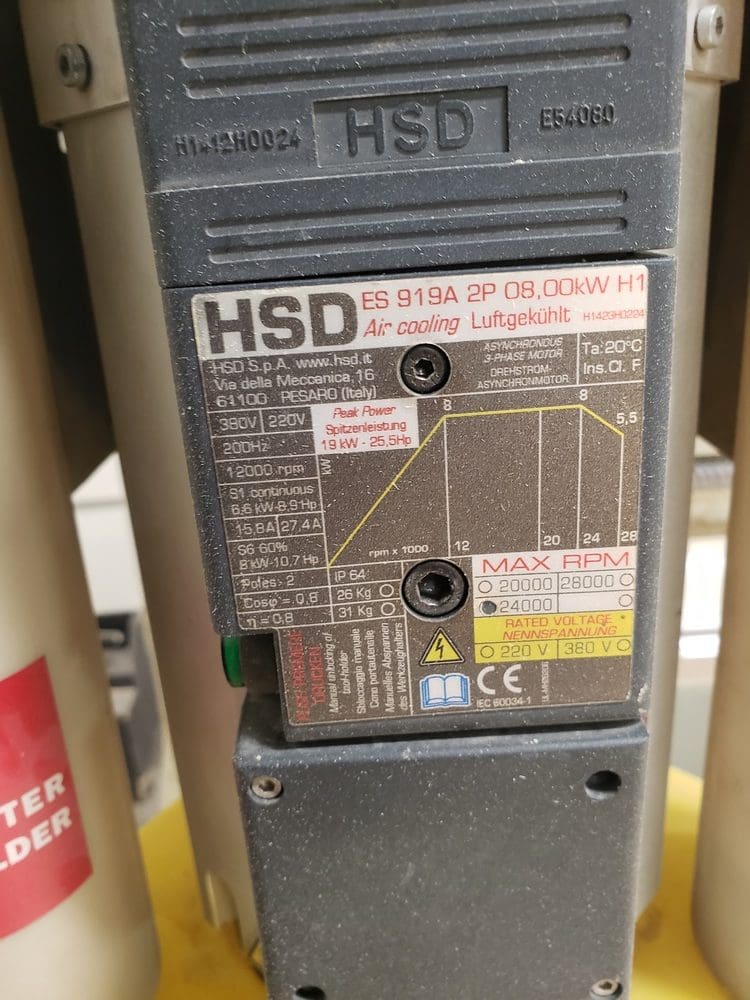 HSD
E54080
HSD
ES 919A 2P 08,00kW H1
Air cooling Luftgekühlt
HSD S.p.A. www.hsd.it
Via della Meccanica, 16
61100 PESARO (Italy)
ASYNCHRONOUS
3-PHASE MOTOR
DREHSTROM-
ASYNCHRONMOTOR
Ta:20°C
Ins.Cl. F
380V 220V
200Hz
12000 rpm
S1 continuous
6,6 kW-8,9Hp
15,8A 27,4A
S6 60%
8 kW-10,7 Hp
Poles = 2
Cosφ = 0,8
η = 0,8
Peak Power
Spitzenleistung
19 kW - 25,5Hp
kW
8
8
5,5
rpm x 1000
12
20
24
28
IP 64
26 Kg
31 Kg
MAX RPM
20000 28000
24000
RATED VOLTAGE
NENNSPANNUNG
220 V 380 V
Manual unlocking of
tool-holder
Sbloccaggio manuale
Cono portautensile
Manuelles Abspannen
des Werkzeughalters
CE
IEC 60034-1
TER
LDER